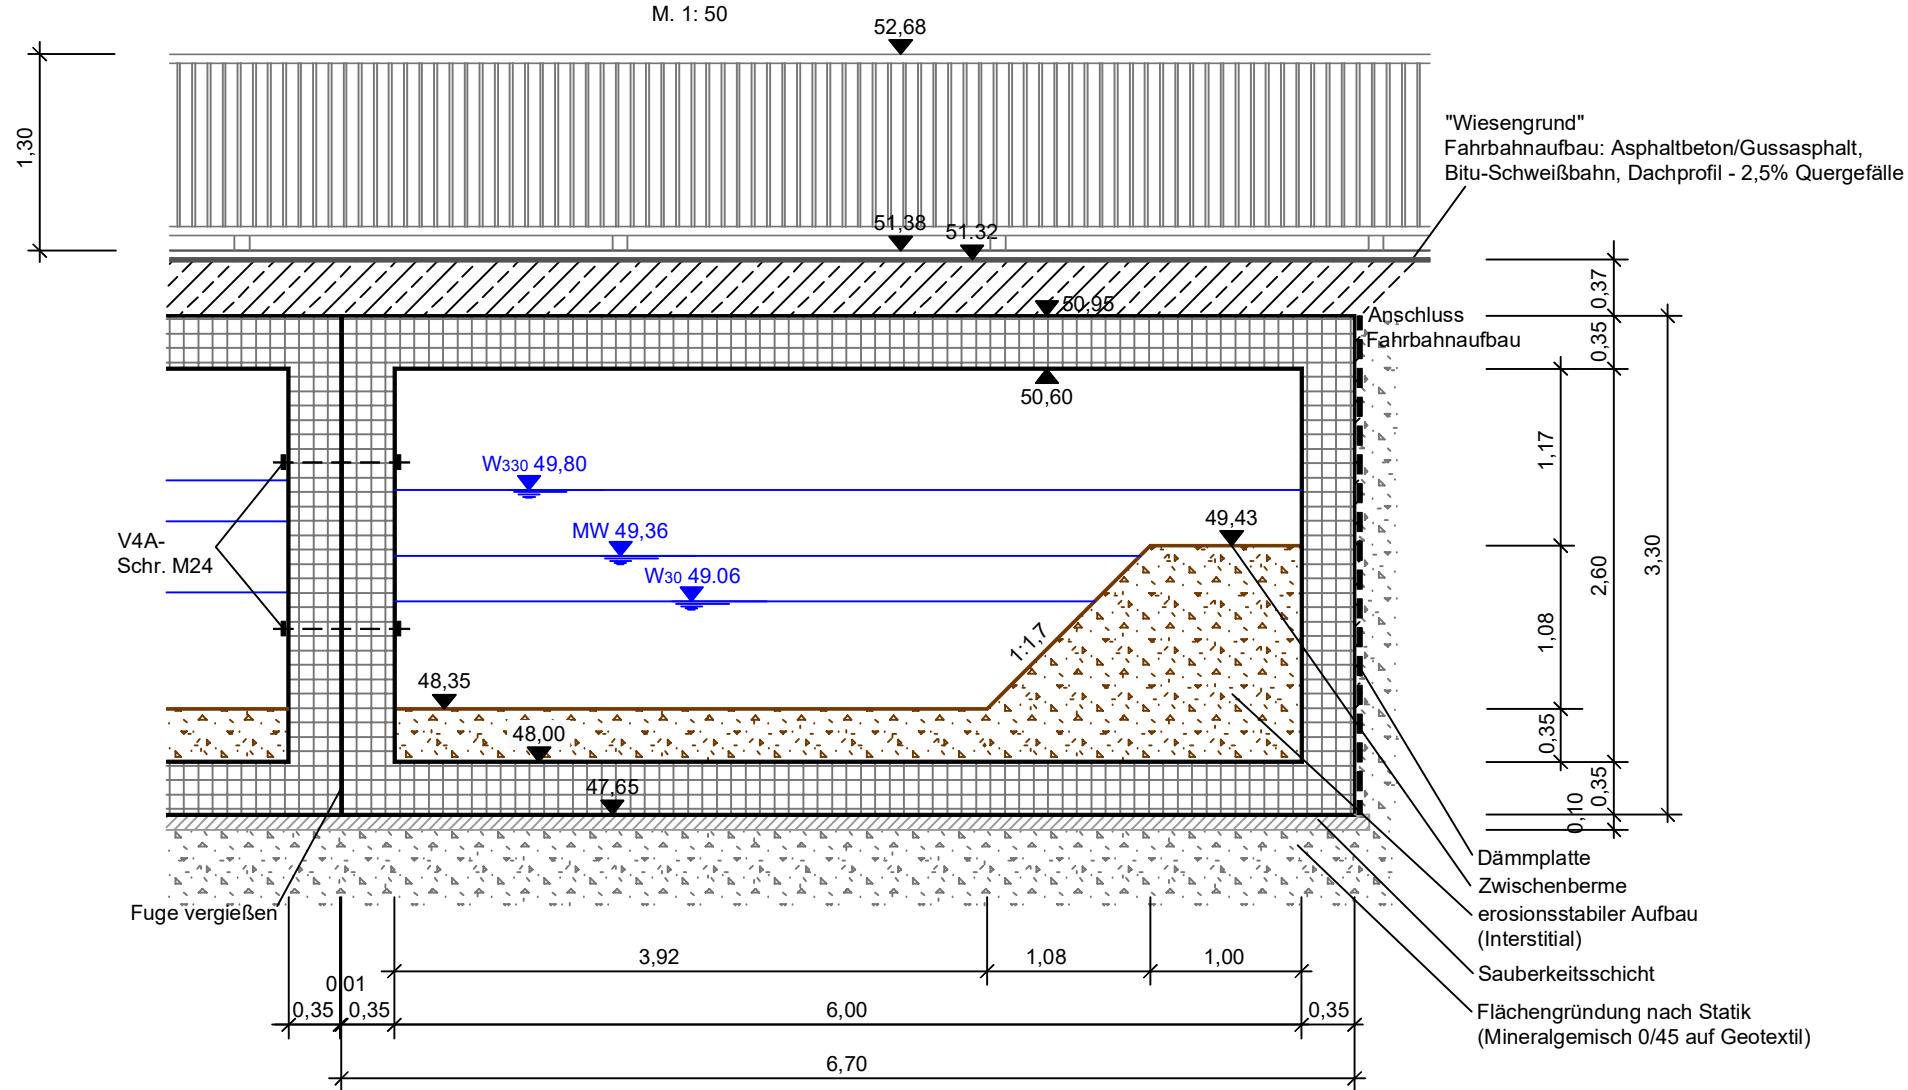 M. 1: 50
52,68
1,30
"Wiesengrund"
Fahrbahnaufbau: Asphaltbeton/Gussasphalt,
Bitu-Schweißbahn, Dachprofil - 2,5% Quergefälle
51,38
51.32
0,37
50,95
Anschluss
Fahrbahnaufbau
0,35
50,60
1,17
W330 49,80
49,43
MW 49,36
V4A-
Schr. M24
W30 49.06
2,60
3,30
1:1,7
1,08
48,35
48,00
0,35
47,65
0,35
0,10
Dämmplatte
Zwischenberme
Fuge vergießen
erosionsstabiler Aufbau
(Interstitial)
3,92
1,08
1,00
Sauberkeitsschicht
0,01
0,35
0,35
6,00
0,35
Flächengründung nach Statik
(Mineralgemisch 0/45 auf Geotextil)
6,70